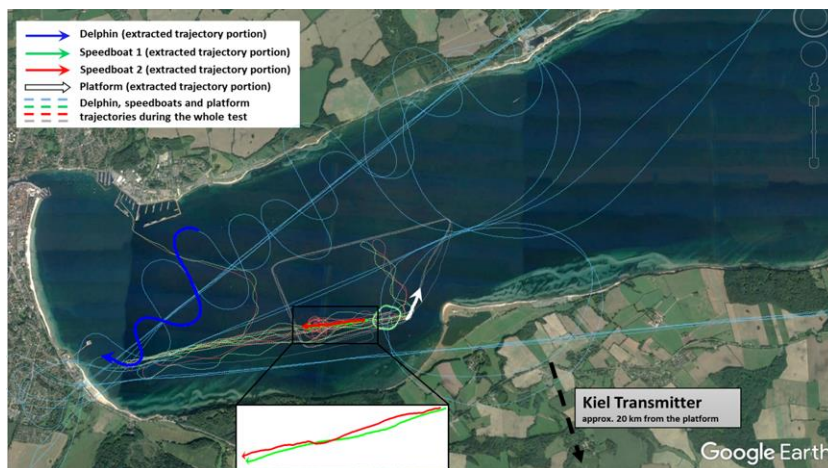 Delphin (extracted trajectory portion)
Speedboat 1 (extracted trajectory portion)
Speedboat 2 (extracted trajectory portion)
Platform (extracted trajectory portion)
Delphin, speedboats and platform
trajectories during the whole test
Kiel Transmitter
approx. 20 km from the platform
Google Earth